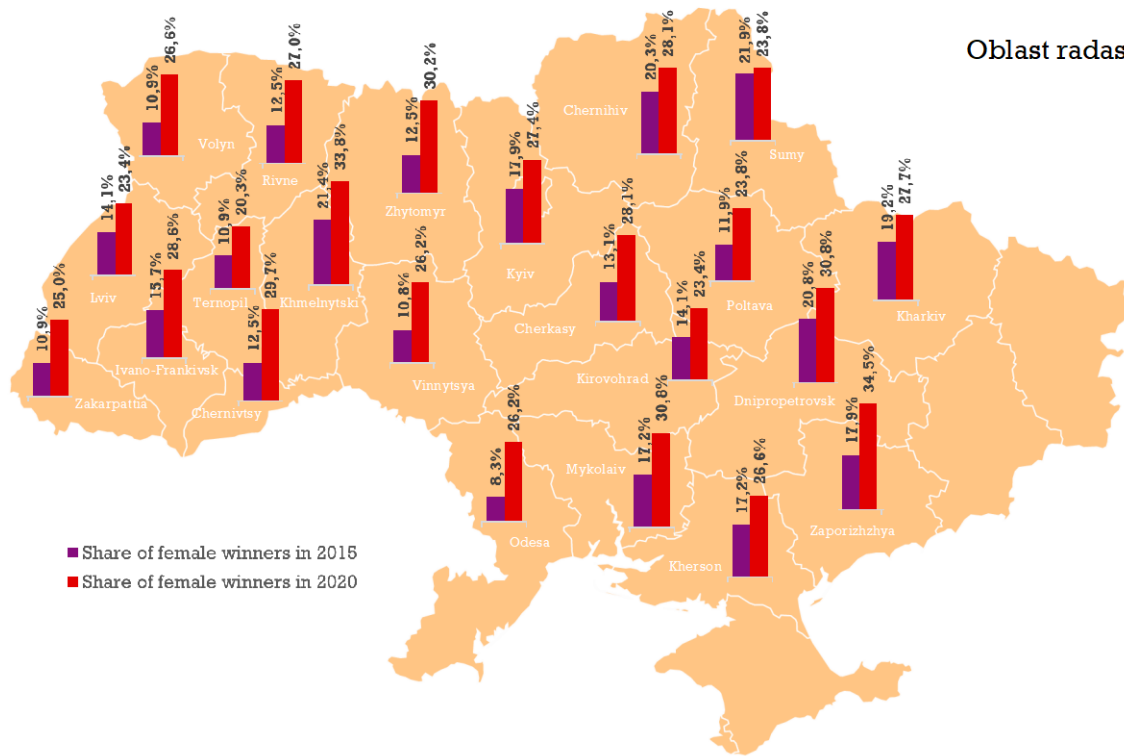 Oblast radas
10,9%
26,6%
Volyn
12,5%
27,0%
Rivne
12,5%
30,2%
Zhytomyr
17,9%
27,4%
Kyiv
20,3%
28,1%
Chernihiv
21,9%
23,8%
Sumy
14,1%
23,4%
Lviv
10,9%
20,3%
Ternopil
21,4%
33,8%
Khmelnytski
15,7%
28,6%
Ivano-Frankivsk
10,9%
25,0%
Zakarpattia
12,5%
29,7%
Chernivtsy
10,8%
26,2%
Vinnytsya
13,1%
28,1%
Cherkasy
11,9%
23,8%
Poltava
19,2%
27,7%
Kharkiv
14,1%
23,4%
Kirovohrad
20,8%
30,8%
Dnipropetrovsk
8,3%
26,2%
Odesa
17,2%
30,8%
Mykolaiv
17,2%
26,6%
Kherson
17,9%
34,5%
Zaporizhzhya
Share of female winners in 2015
Share of female winners in 2020